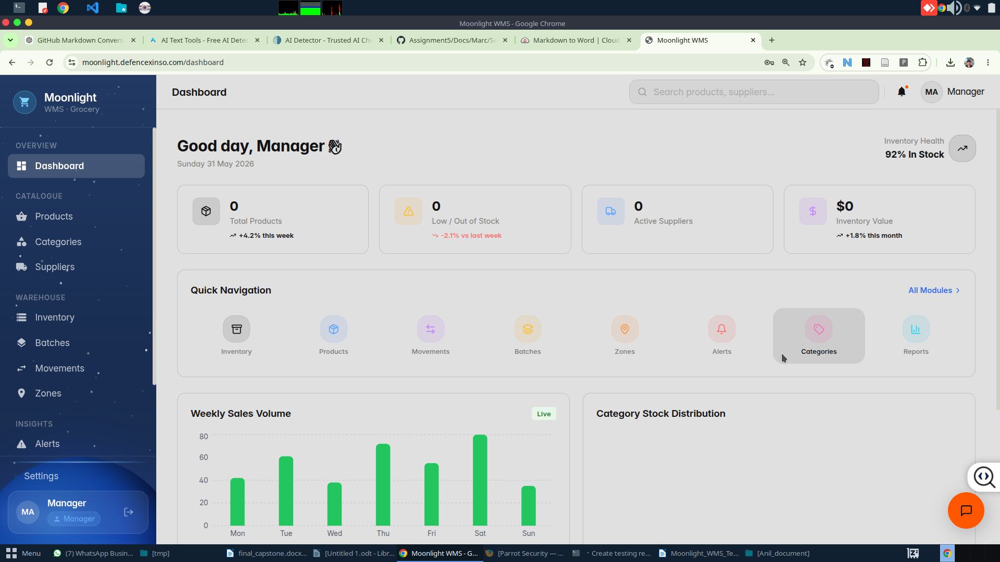 Moonlight WMS - Google Chrome
GitHub Markdown Convers
AI Text Tools - Free AI Detec
AI Detector - Trusted AI Che
Assignment5/Docs/Marc/Se
Markdown to Word | Cloud
Moonlight WMS
moonlight.defencexinso.com/dashboard
Moonlight
WMS · Grocery
Dashboard
Search products, suppliers...
MA
Manager
OVERVIEW
Dashboard
CATALOGUE
Products
Categories
Suppliers
WAREHOUSE
Inventory
Batches
Movements
Zones
INSIGHTS
Alerts
Settings
MA
Manager
Manager
Good day, Manager 👋
Sunday 31 May 2026
Inventory Health
92% In Stock
0
Total Products
+4.2% this week
0
Low / Out of Stock
-2.1% vs last week
0
Active Suppliers
$0
Inventory Value
+1.8% this month
Quick Navigation
All Modules
Inventory
Products
Movements
Batches
Zones
Alerts
Categories
Reports
Weekly Sales Volume
Live
80
60
40
20
0
Mon
Tue
Wed
Thu
Fri
Sat
Sun
Category Stock Distribution
Menu
(7) WhatsApp Busin...
[tmp]
final_capstone.docx...
[Untitled 1.odt - Libr...
Moonlight WMS - G...
[Parrot Security — ...
Create testing re...
Moonlight_WMS_Te...
[Anil_document]